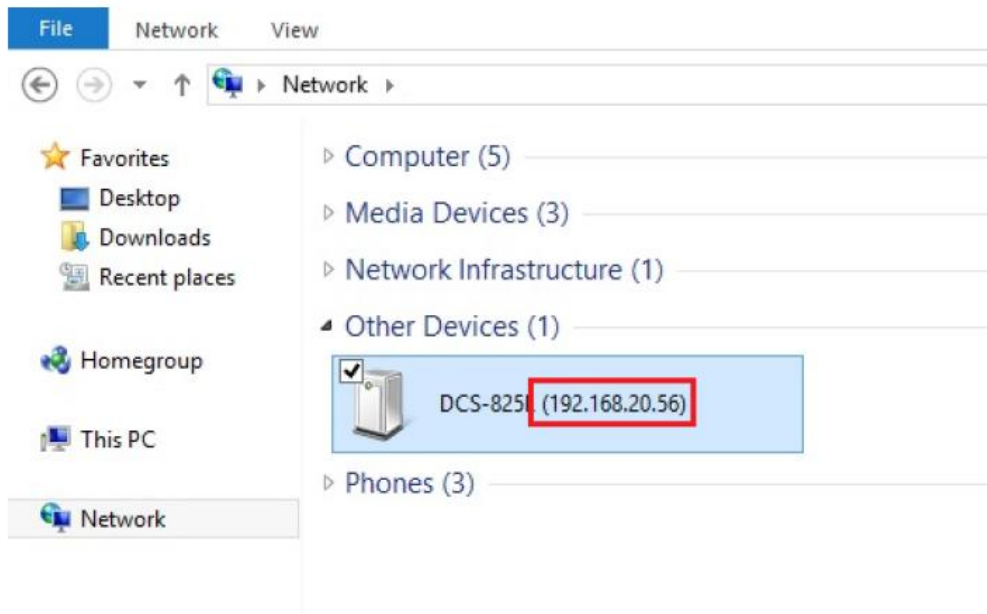 File Network View
Network
Favorites
Desktop
Downloads
Recent places
Homegroup
This PC
Network
Computer (5)
Media Devices (3)
Network Infrastructure (1)
Other Devices (1)
DCS-825L (192.168.20.56)
Phones (3)